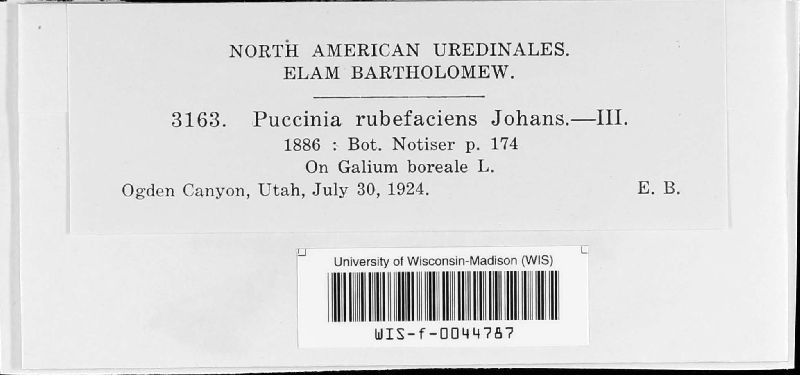 NORTH AMERICAN UREDINALES.
ELAM BARTHOLOMEW.
3163. Puccinia rubefaciens Johans.—III.
1886 : Bot. Notiser p. 174
On Galium boreale L.
Ogden Canyon, Utah, July 30, 1924. E. B.
University of Wisconsin-Madison (WIS)
WIS-f-0044787